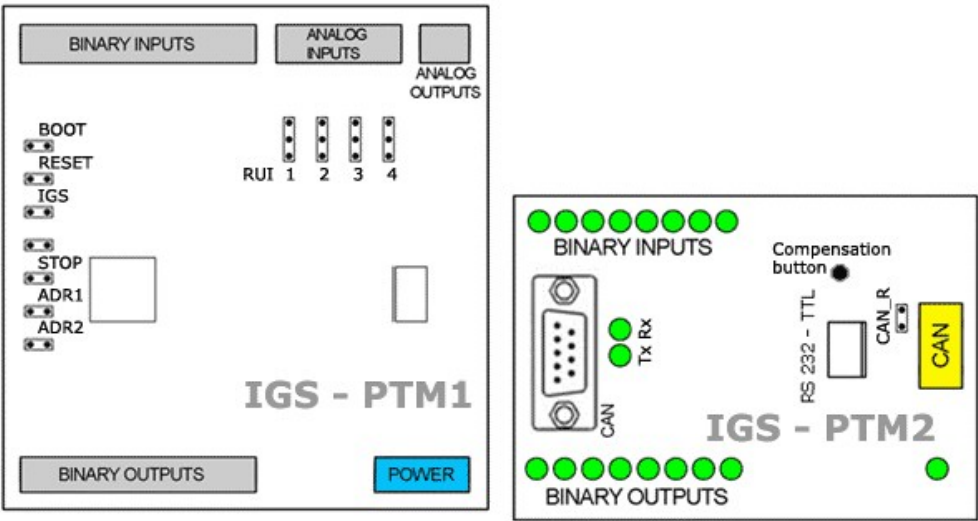 BINARY INPUTS
ANALOG
INPUTS
ANALOG
OUTPUTS
BOOT
RESET
IGS
STOP
ADR1
ADR2
RUI 1 2 3 4
IGS - PTM1
BINARY OUTPUTS
POWER
BINARY INPUTS
Compensation
button
Tx Rx
CAN
RS 232 - TTL
CAN_R
CAN
IGS - PTM2
BINARY OUTPUTS